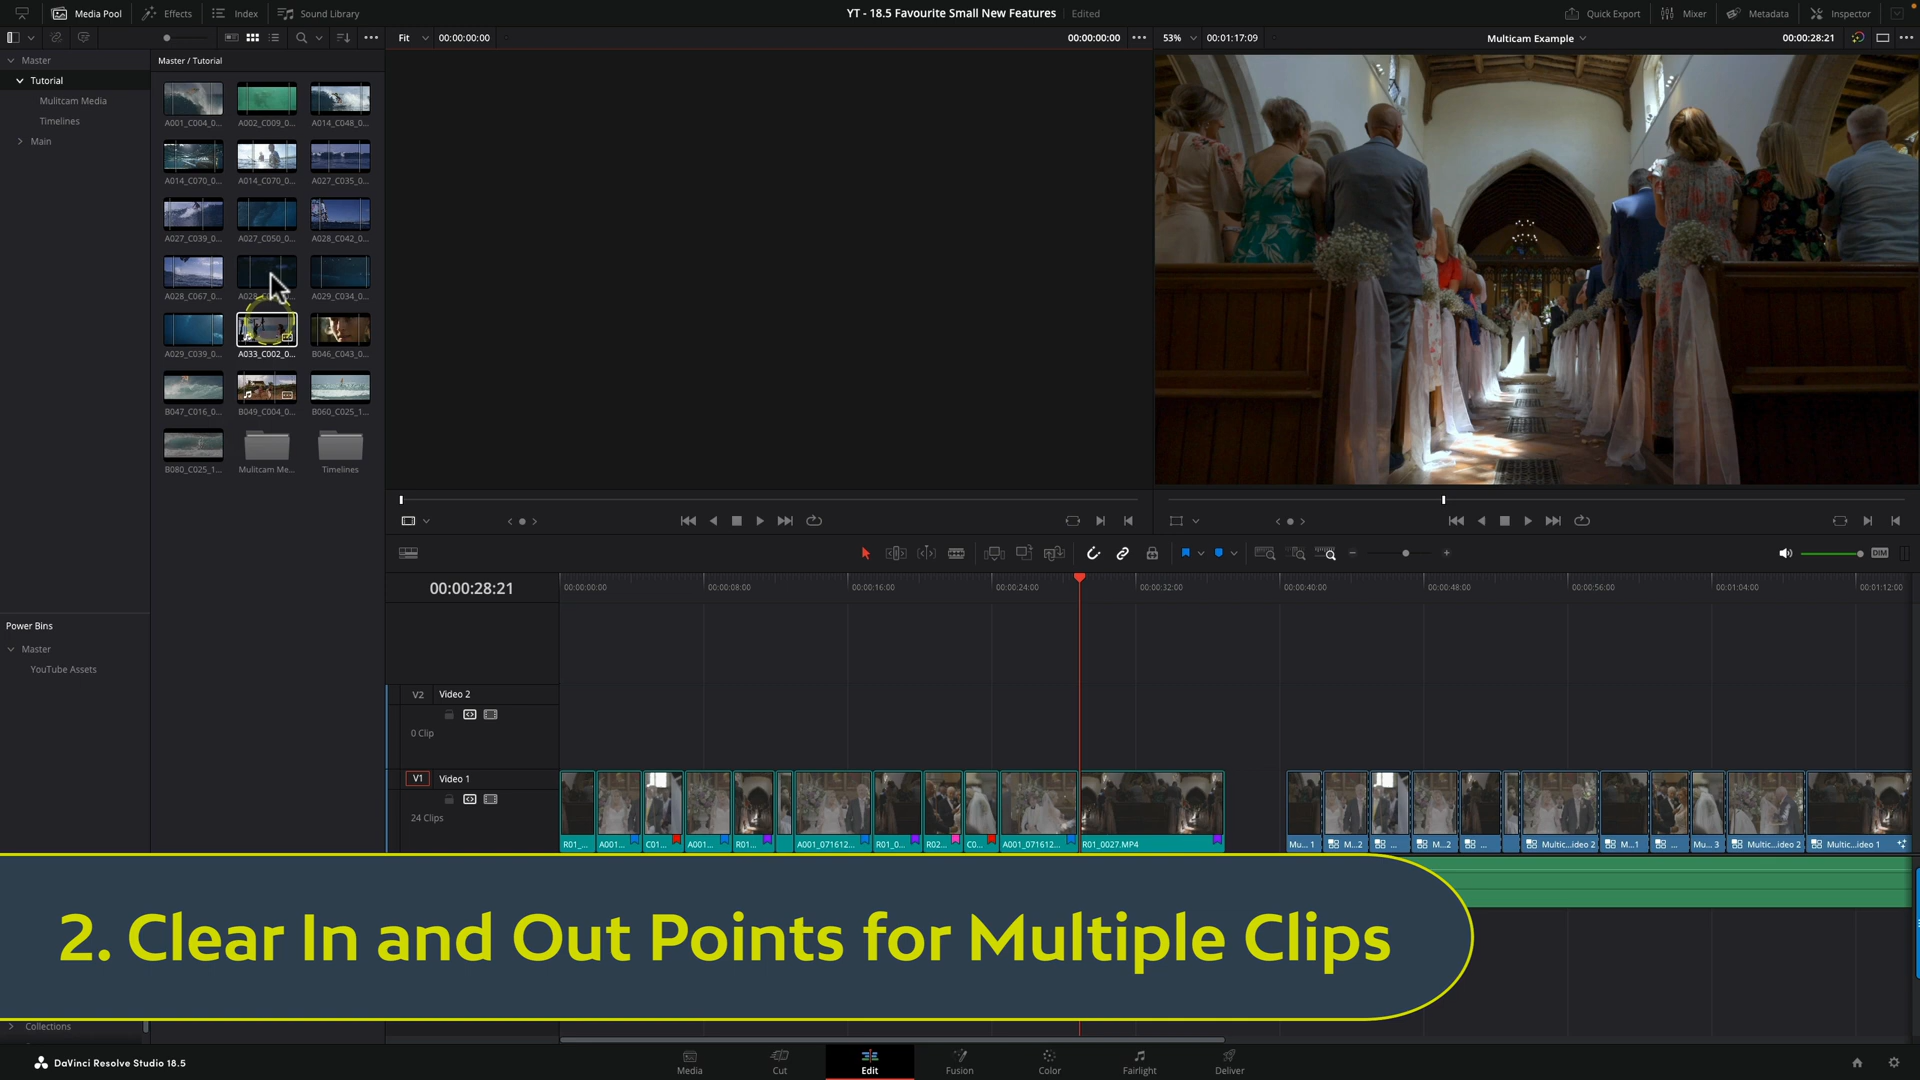 Media Pool
Effects
Index
Sound Library
YT - 18.5 Favourite Small New Features
Edited
Quick Export
Mixer
Metadata
Inspector
Fit
00:00:00:00
00:00:00:00
53%
00:01:17:09
Multicam Example
00:00:28:21
Master
Tutorial
Mulitcam Media
Timelines
Main
Master / Tutorial
A001_C004_0...
A002_C009_0...
A014_C048_0...
A014_C070_0...
A014_C070_0...
A027_C035_0...
A027_C039_0...
A027_C050_0...
A028_C042_0...
A028_C067_0...
A029_C034_0...
A029_C039_0...
A033_C002_0...
B046_C043_0...
B047_C016_0...
B049_C004_0...
B060_C025_1...
B080_C025_1...
Mulitcam Me...
Timelines
Power Bins
Master
YouTube Assets
Collections
DIM
00:00:28:21
00:00:00:00
00:00:08:00
00:00:16:00
00:00:24:00
00:00:32:00
00:00:40:00
00:00:48:00
00:00:56:00
00:01:04:00
00:01:12:00
V2
Video 2
0 Clip
V1
Video 1
24 Clips
R01_...
A001...
C01...
A001...
R01...
A001_071612...
R01_0...
R02...
C0...
A001_071612...
R01_0027.MP4
Mu... 1
M...2
...
M...2
...
Multic...ideo 2
M...1
...
Mu... 3
Multic...ideo 2
Multic...ideo 1
2. Clear In and Out Points for Multiple Clips
DaVinci Resolve Studio 18.5
Media
Cut
Edit
Fusion
Color
Fairlight
Deliver